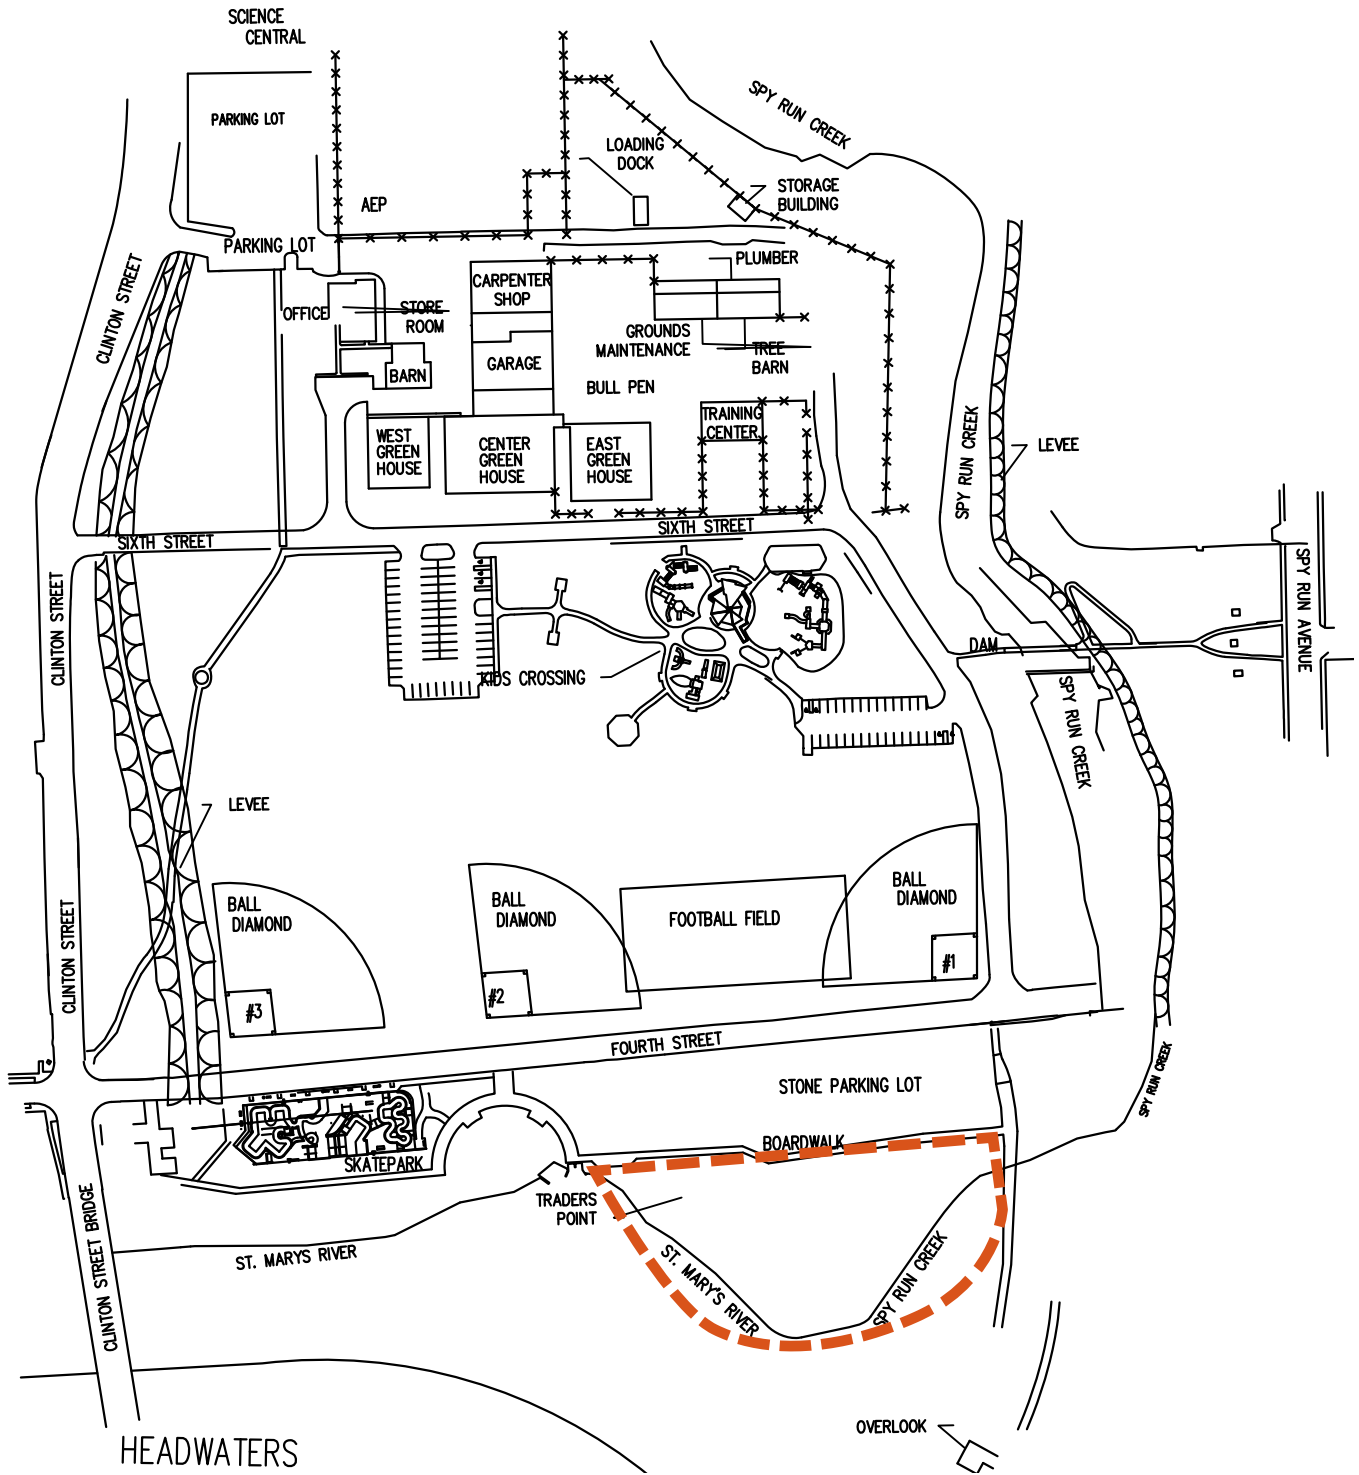 SCIENCE
CENTRAL
PARKING LOT
SPY RUN CREEK
LOADING
DOCK
STORAGE
BUILDING
AEP
PARKING LOT
PLUMBER
CLINTON STREET
CARPENTER
SHOP
OFFICE
STORE
ROOM
GROUNDS
MAINTENANCE
TREE
BARN
GARAGE
BARN
BULL PEN
TRAINING
CENTER
WEST
GREEN
HOUSE
CENTER
GREEN
HOUSE
EAST
GREEN
HOUSE
SPY RUN CREEK
LEVEE
SIXTH STREET
SIXTH STREET
SPY RUN AVENUE
CLINTON STREET
DAM
KIDS CROSSING
SPY RUN CREEK
LEVEE
BALL
DIAMOND
BALL
DIAMOND
FOOTBALL FIELD
BALL
DIAMOND
CLINTON STREET
#1
#2
#3
FOURTH STREET
STONE PARKING LOT
SPY RUN CREEK
BOARDWALK
SKATEPARK
TRADERS
POINT
CLINTON STREET BRIDGE
ST. MARYS RIVER
ST. MARY'S RIVER
SPY RUN CREEK
OVERLOOK
HEADWATERS